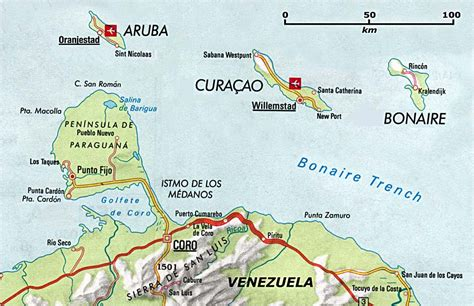 0
50
100
km
ARUBA
Oranjestad
Sint Nicolaas
Sabana Westpunt
CURAÇAO
Santa Catherina
Willemstad
New Port
Rincón
Kralendijk
BONAIRE
C. San Román
Pta. Macolla
Salina
de Barigua
PENÍNSULA DE
Pueblo Nuevo
PARAGUANÁ
Los Taques
Punto Fijo
Punta Cardón
Pta. Cardón
Golfete
de Coro
ISTMO DE LOS
MÉDANOS
Bonaire Trench
Puerto Cumarebo
La Vela
de Coro
Ricoa
Píritu
Punta Zamuro
Río Seco
CORO
SIERRA DE SAN LUIS
1501
Cabure
San Luis
VENEZUELA
San Juan de los Cayos
Tocuyo de la Costa
3